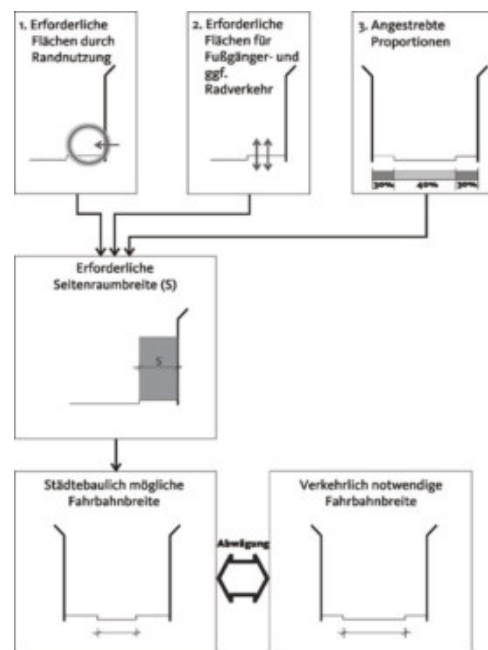 1. Erforderliche
Flächen durch
Randnutzung
2. Erforderliche
Flächen für
Fußgänger- und
ggf.
Radverkehr
3. Angestrebte
Proportionen
30% 40% 30%
Erforderliche
Seitenraumbreite (S)
S
Städtebaulich mögliche
Fahrbahnbreite
Abwägung
Verkehrlich notwendige
Fahrbahnbreite